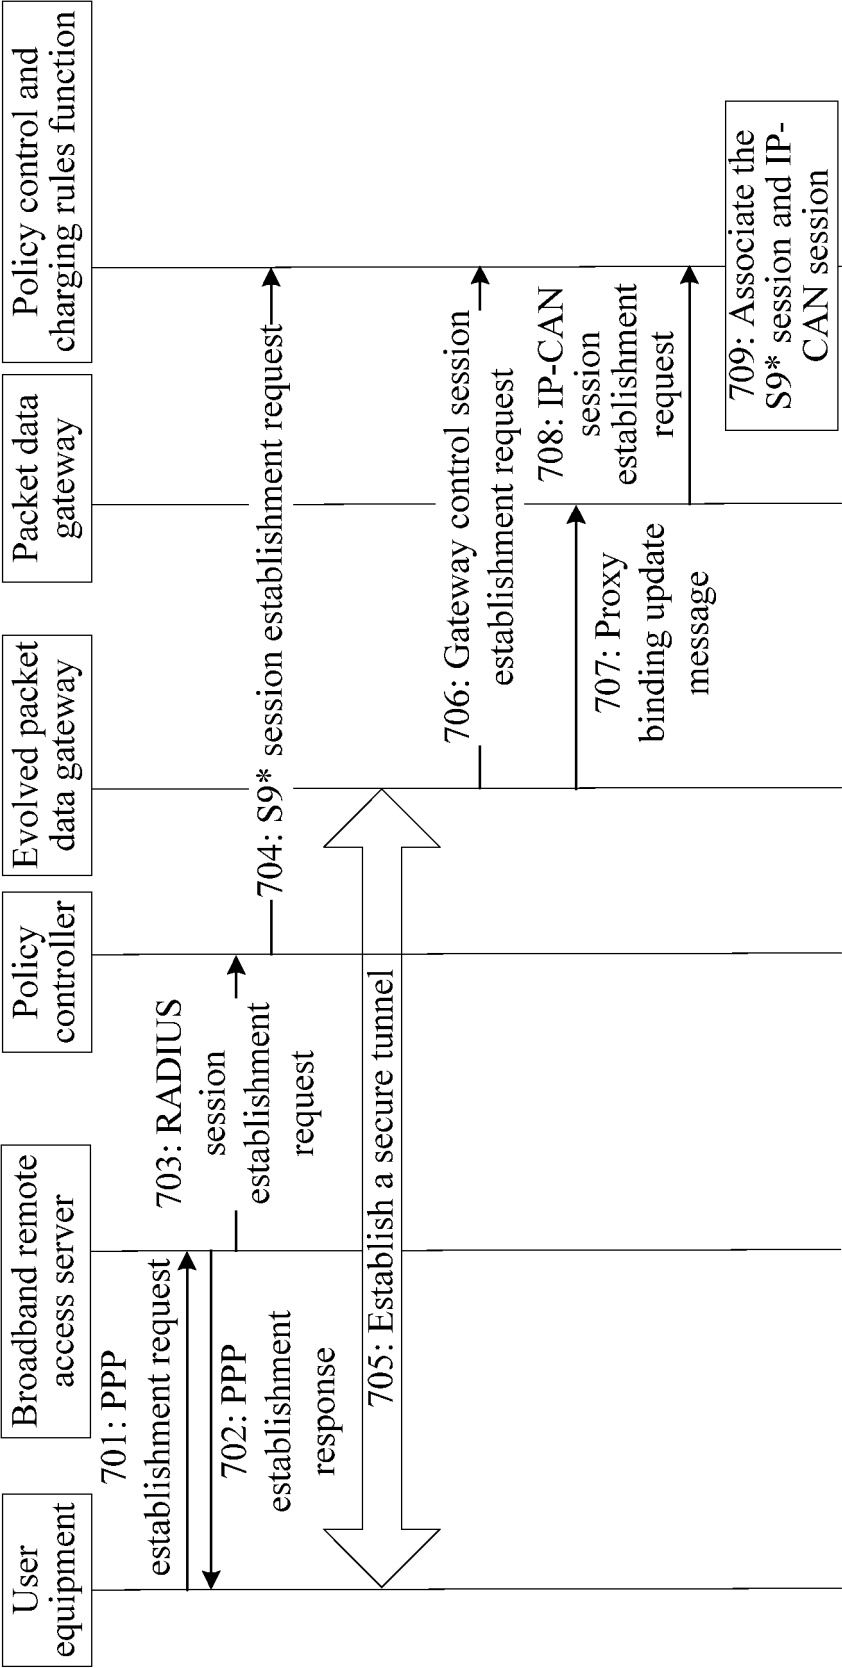 User
equipment
Broadband remote
access server
Policy
controller
Evolved packet
data gateway
Packet data
gateway
Policy control and
charging rules function
701: PPP
establishment request
702: PPP
establishment
response
703: RADIUS
session
establishment
request
704: S9* session establishment request
705: Establish a secure tunnel
706: Gateway control session
establishment request
707: Proxy
binding update
message
708: IP-CAN
session
establishment
request
709: Associate the
S9* session and IP-
CAN session